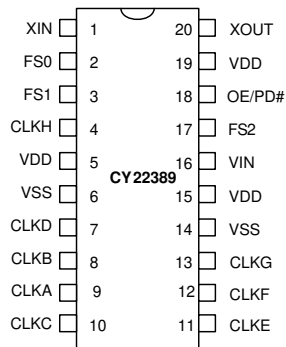 XIN 1 20 XOUT
FS0 2 19 VDD
FS1 3 18 OE/PD#
CLKH 4 17 FS2
VDD 5 16 VIN
CY22389
VSS 6 15 VDD
CLKD 7 14 VSS
CLKB 8 13 CLKG
CLKA 9 12 CLKF
CLKC 10 11 CLKE